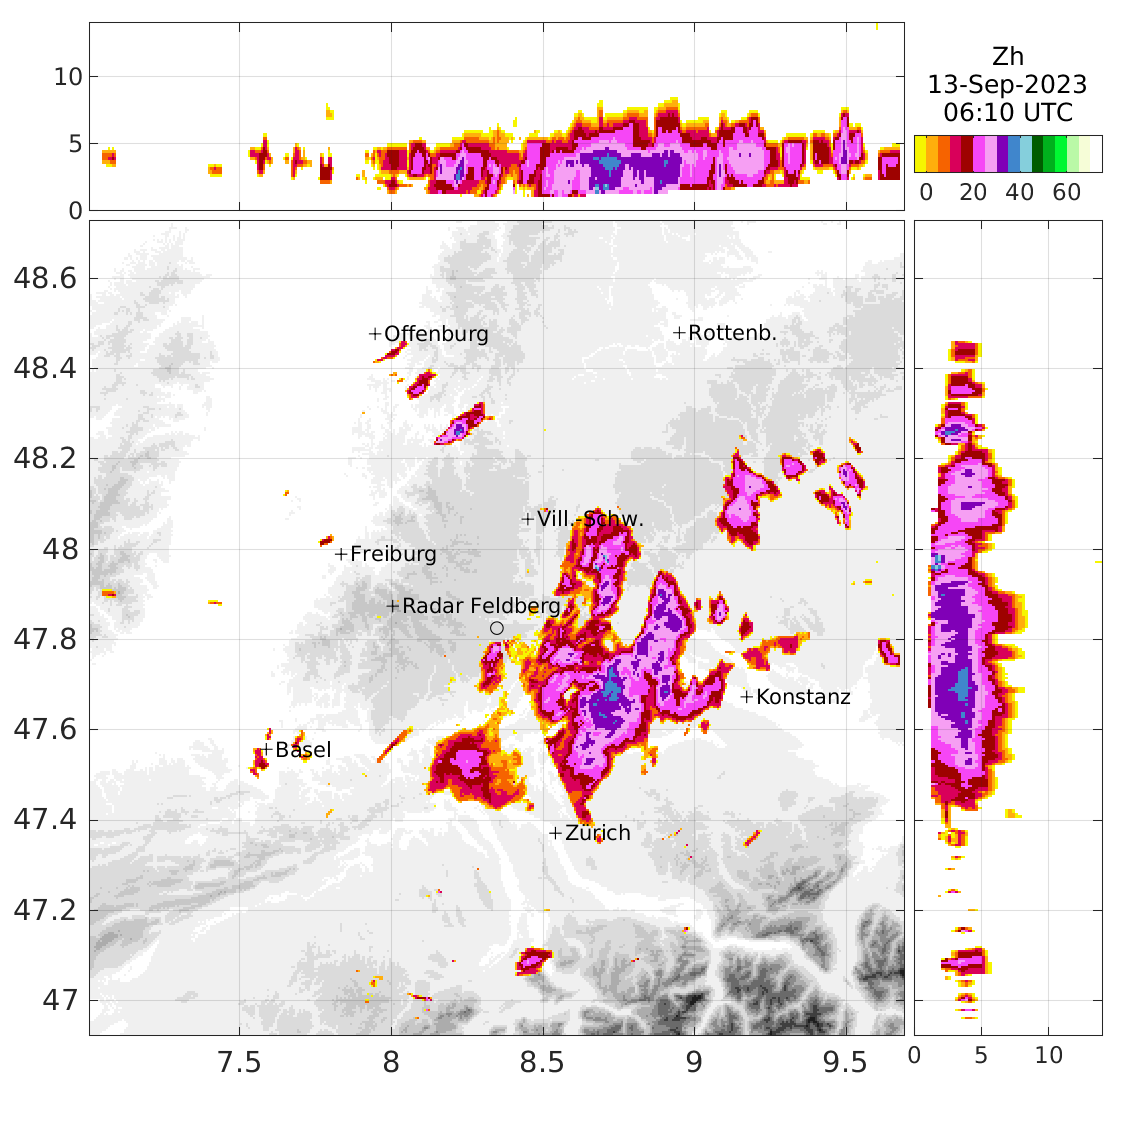 10
5
0
Zh
13-Sep-2023
06:10 UTC
0 20 40 60
48.6
48.4
48.2
48
47.8
47.6
47.4
47.2
47
+Offenburg
+Rottenb.
+Vill.-Schw.
+Freiburg
+Radar Feldberg
+Konstanz
+Basel
+Zürich
7.5 8 8.5 9 9.5
0 5 10